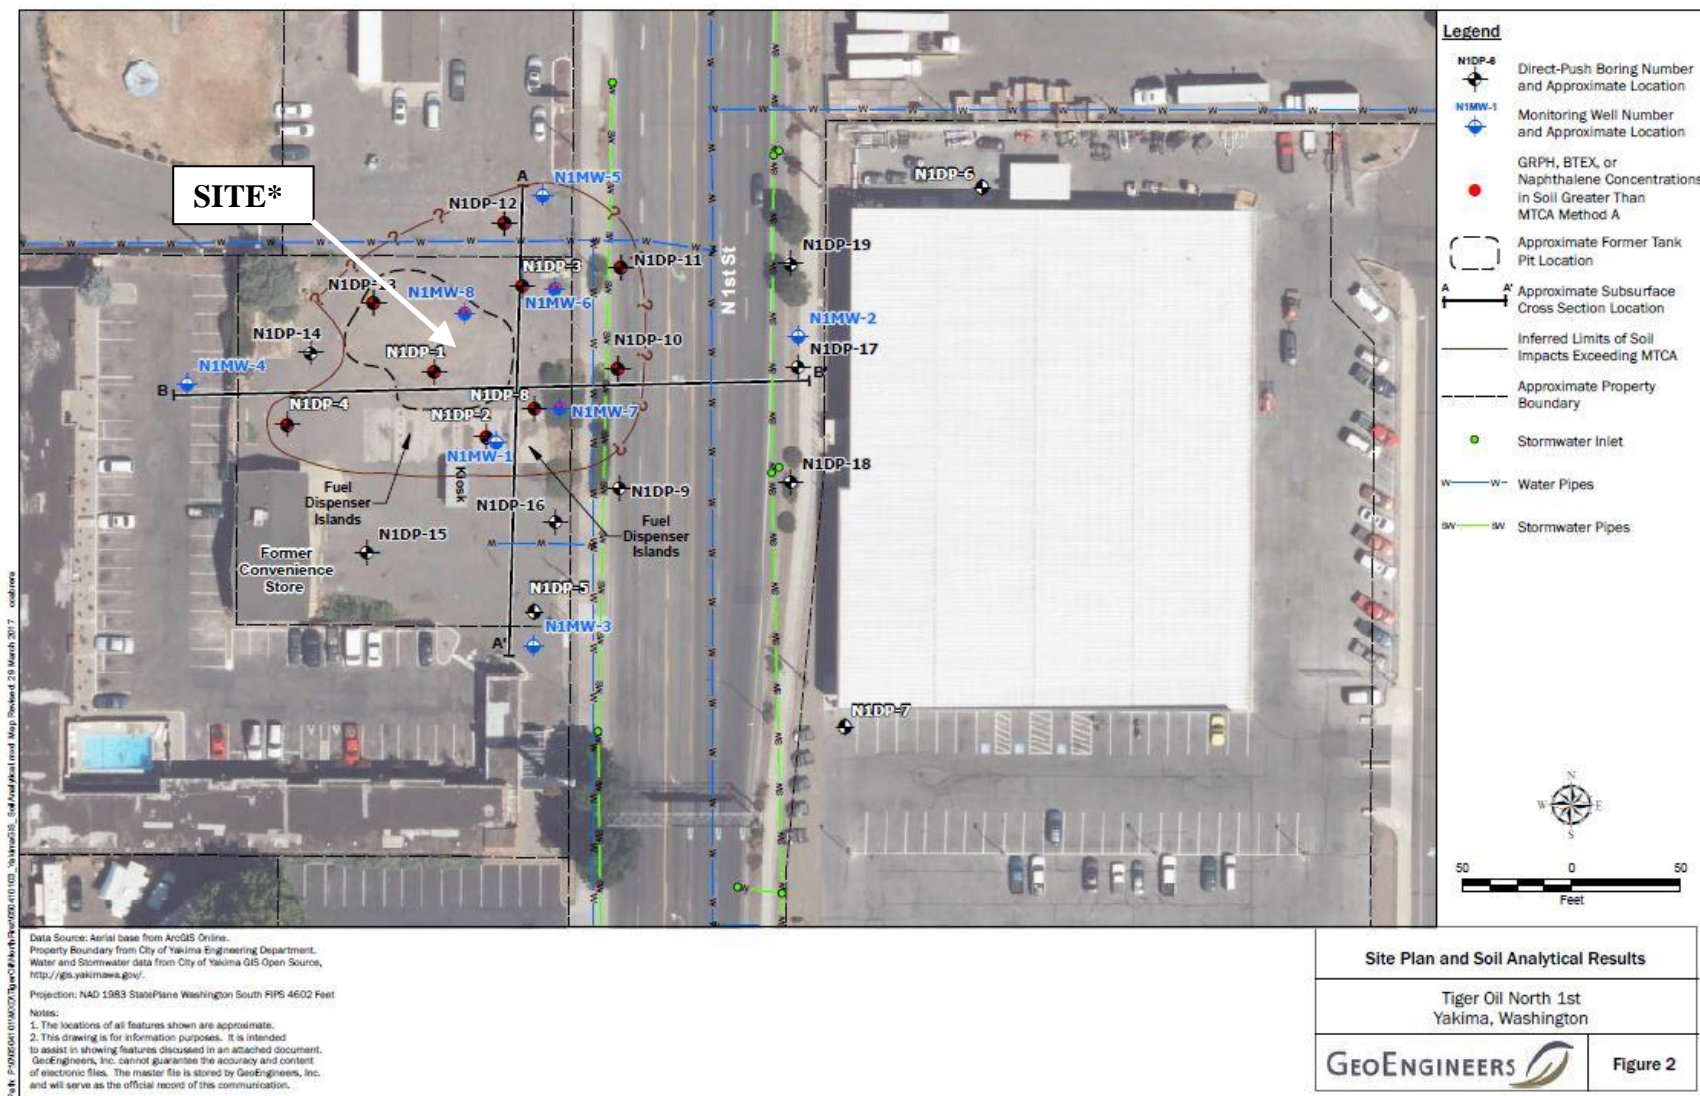 SITE*
A
N1MW-5
N1DP-12
N1DP-6
N1DP-19
N1DP-3
N1DP-11
N1DP-13
N1MW-8
N1MW-6
N 1st St
N1MW-2
N1DP-14
N1DP-10
N1DP-17
N1DP-1
N1MW-4
B
B'
N1DP-8
N1DP-4
N1DP-2
N1MW-7
N1MW-1
N1DP-18
Kiosk
Fuel
Dispenser
Islands
N1DP-9
N1DP-16
Fuel
Dispenser
Islands
N1DP-15
Former
Convenience
Store
N1DP-5
N1MW-3
A'
N1DP-7
Legend
N1DP-6
Direct-Push Boring Number
and Approximate Location
N1MW-1
Monitoring Well Number
and Approximate Location
GRPH, BTEX, or
Naphthalene Concentrations
in Soil Greater Than
MTCA Method A
Approximate Former Tank
Pit Location
A A'
Approximate Subsurface
Cross Section Location
Inferred Limits of Soil
Impacts Exceeding MTCA
Approximate Property
Boundary
Stormwater Inlet
W W Water Pipes
SW SW Stormwater Pipes
N
W E
S
50 0 50
Feet
Data Source: Aerial base from ArcGIS Online.
Property Boundary from City of Yakima Engineering Department.
Water and Stormwater data from City of Yakima GIS Open Source,
http://gis.yakimawa.gov/.
Projection: NAD 1983 StatePlane Washington South FIPS 4602 Feet
Notes:
1. The locations of all features shown are approximate.
2. This drawing is for information purposes. It is intended
to assist in showing features discussed in an attached document.
GeoEngineers, Inc. cannot guarantee the accuracy and content
of electronic files. The master file is stored by GeoEngineers, Inc.
and will serve as the official record of this communication.
Site Plan and Soil Analytical Results
Tiger Oil North 1st
Yakima, Washington
GEOENGINEERS
Figure 2
Map Revised: 29 March 2017